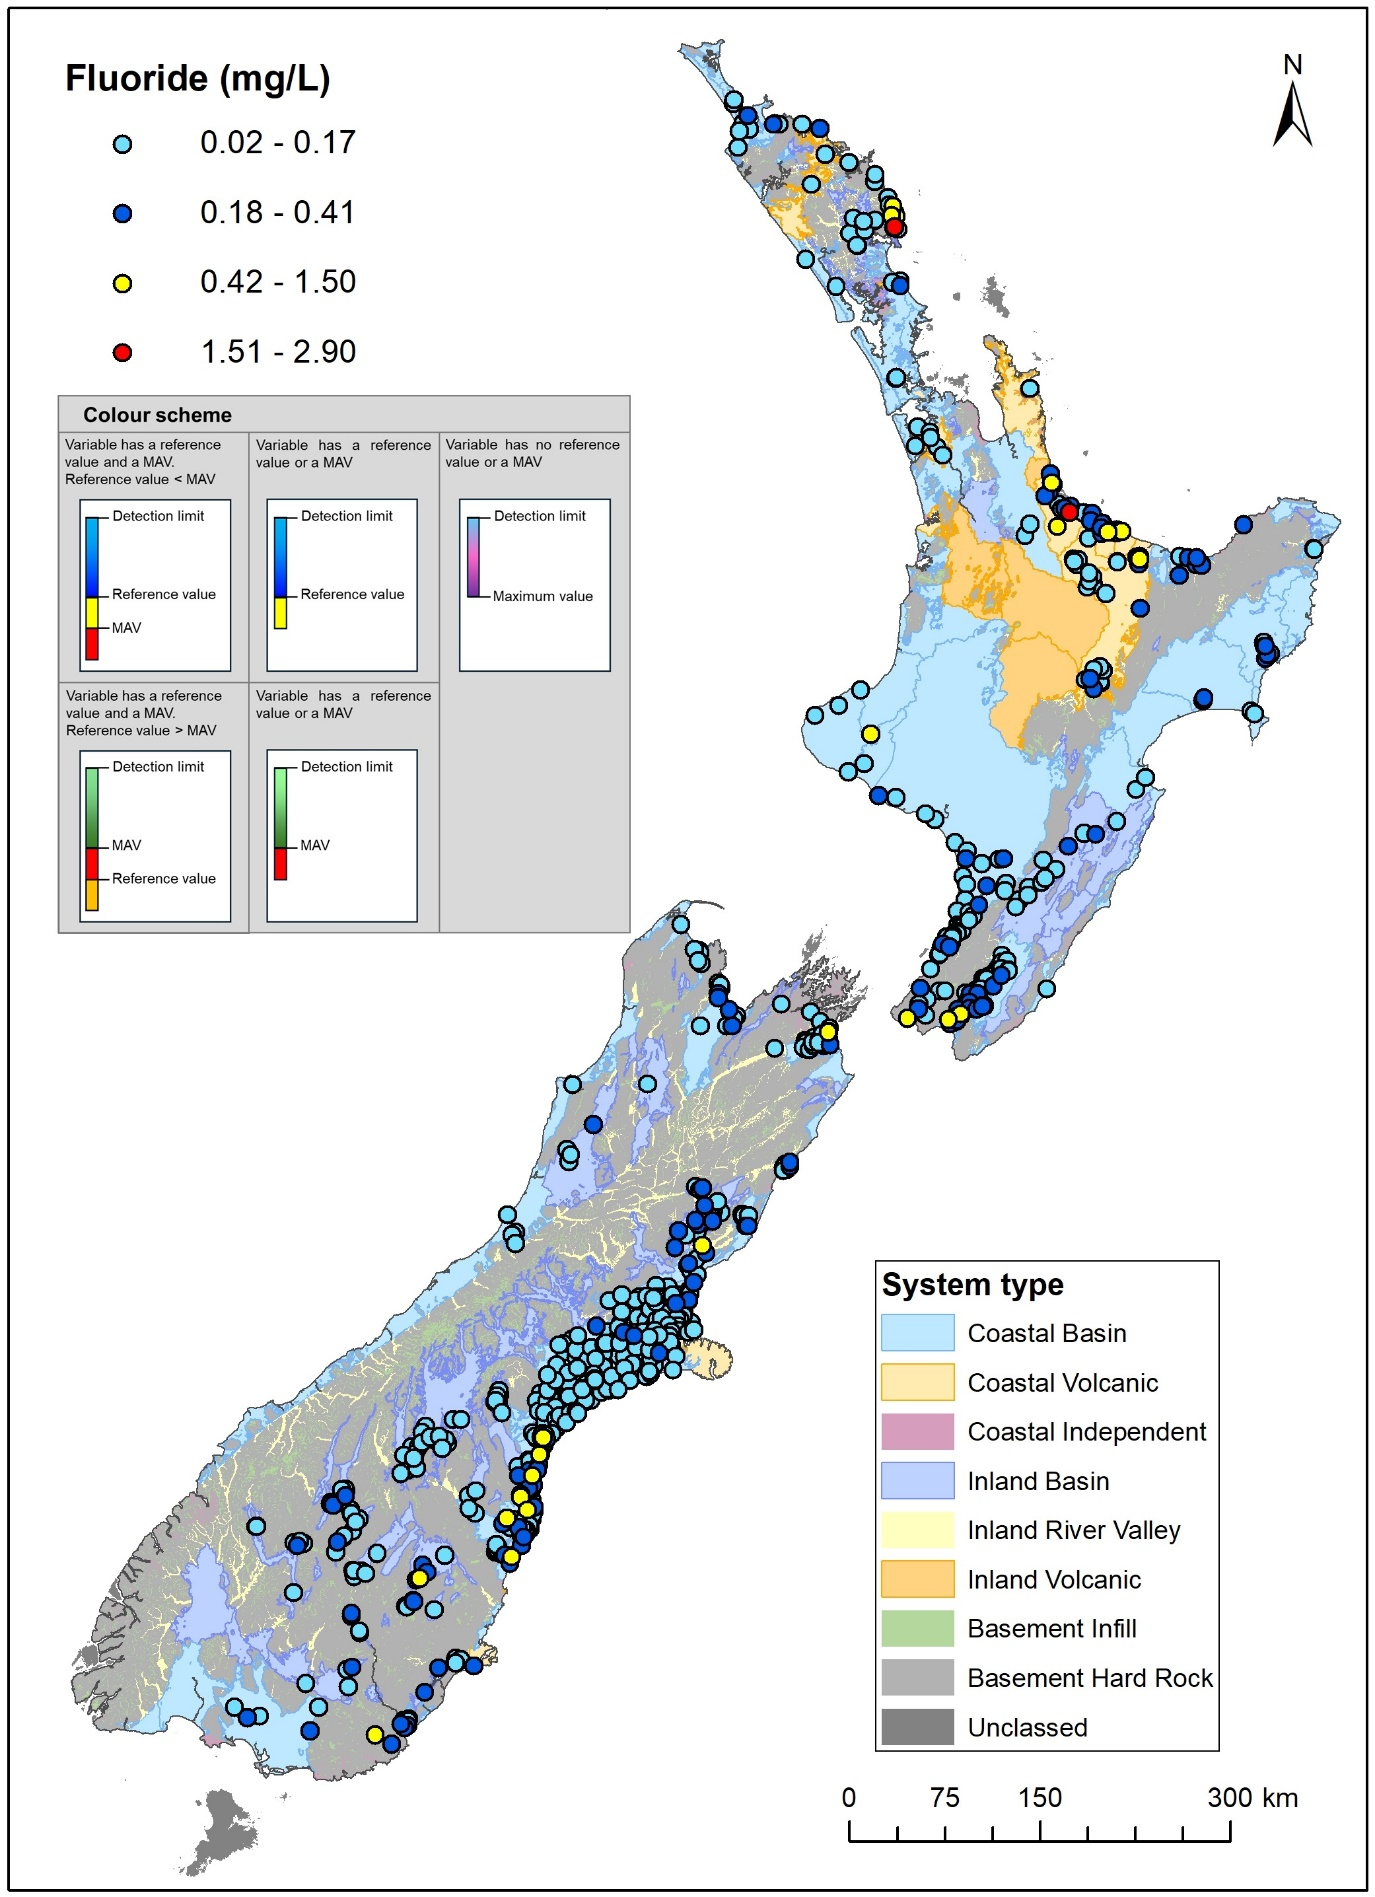 Fluoride (mg/L)
0.02 - 0.17
0.18 - 0.41
0.42 - 1.50
1.51 - 2.90
N
Colour scheme
Variable has a reference
value and a MAV.
Reference value < MAV
Detection limit
Reference value
MAV
Variable has a reference
value or a MAV
Detection limit
Reference value
Variable has no reference
value or a MAV
Detection limit
Maximum value
Variable has a reference
value and a MAV.
Reference value > MAV
Detection limit
MAV
Reference value
Variable has a reference
value or a MAV
Detection limit
MAV
System type
Coastal Basin
Coastal Volcanic
Coastal Independent
Inland Basin
Inland River Valley
Inland Volcanic
Basement Infill
Basement Hard Rock
Unclassed
0 75 150 300 km